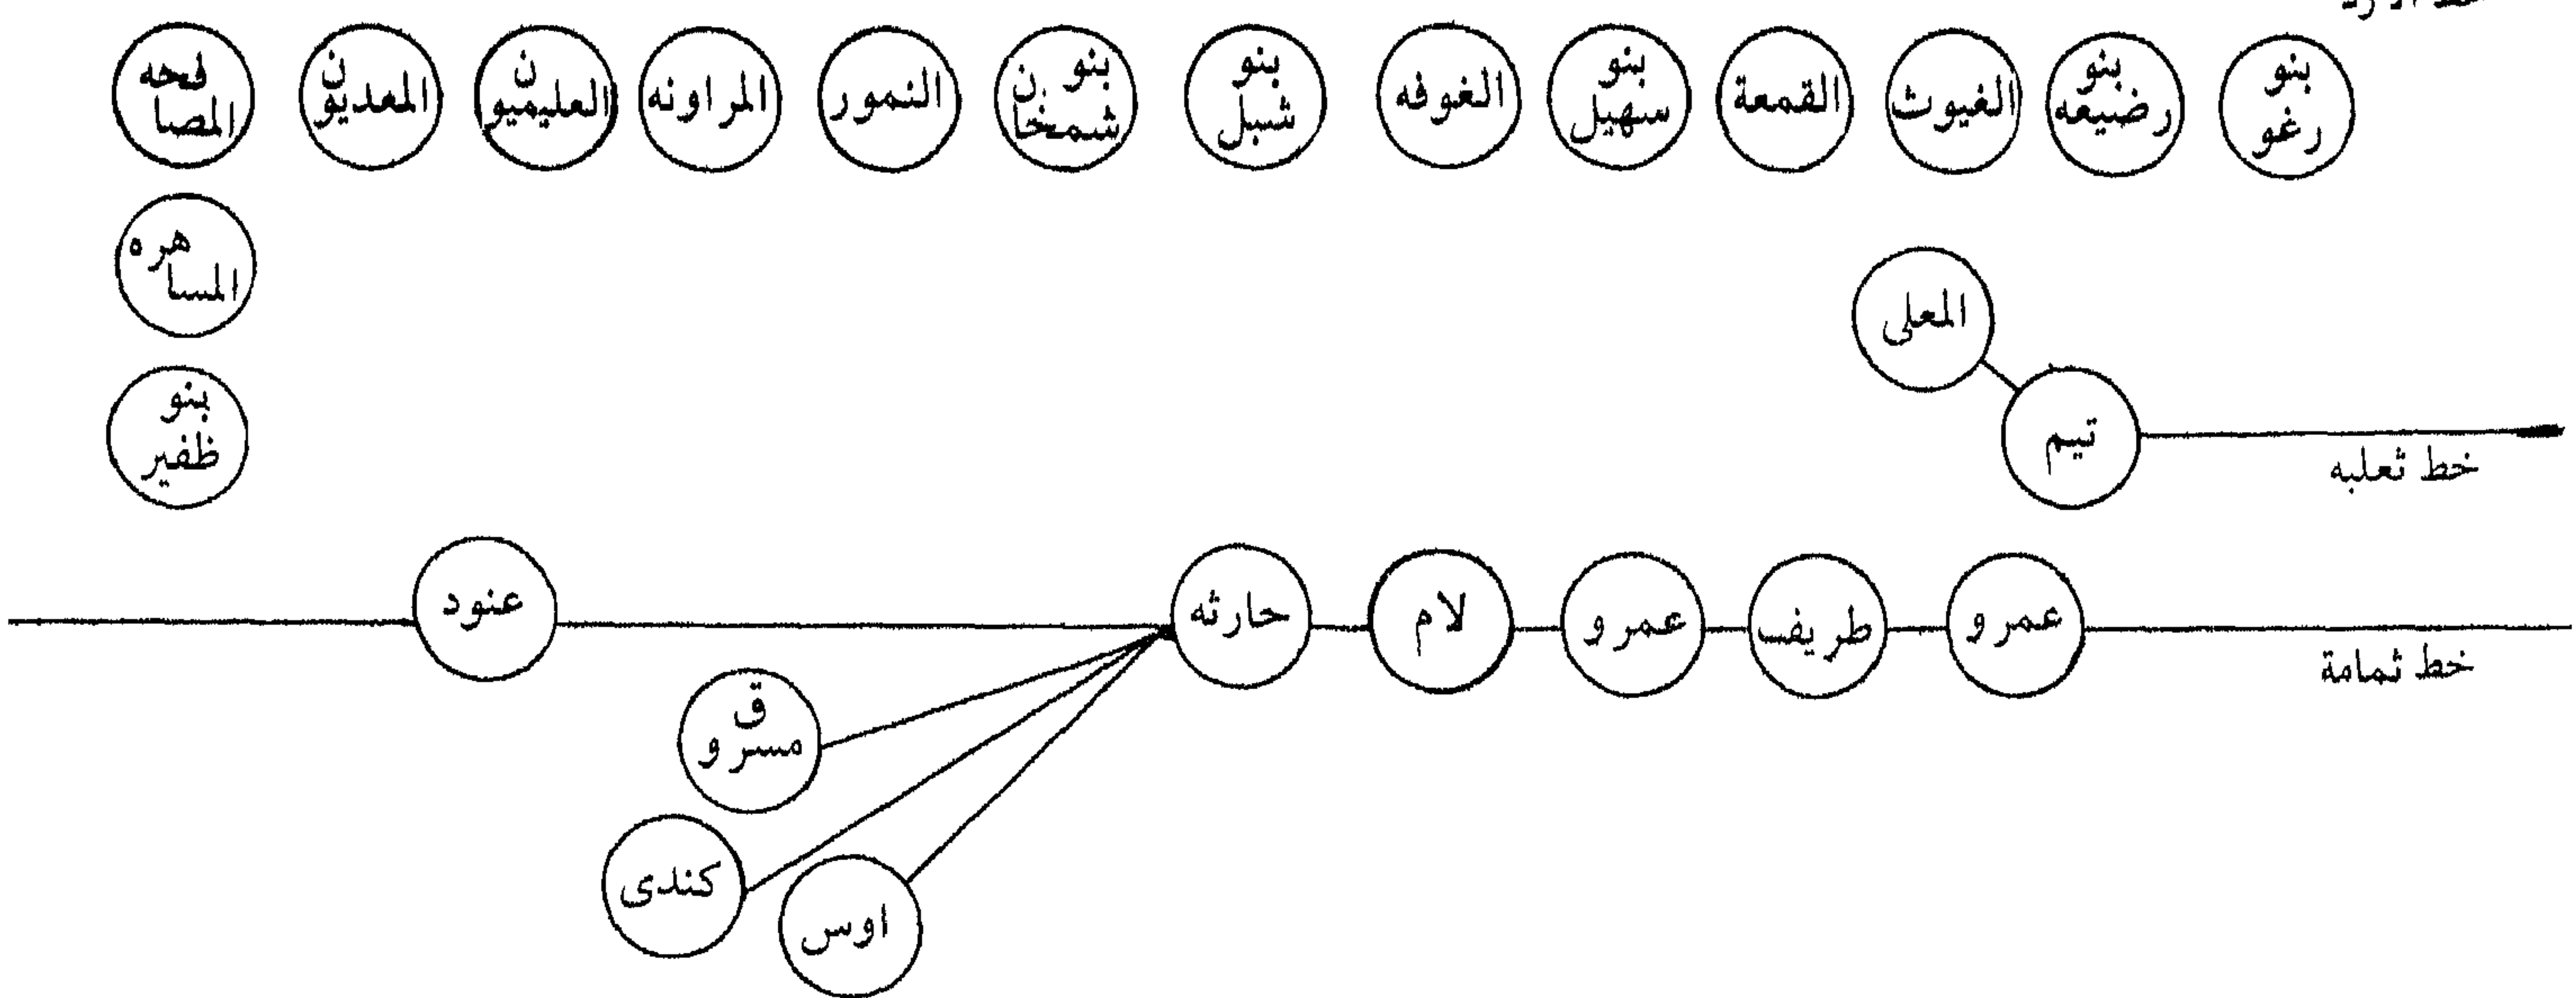 بنو رغو
بنو رضيعه
الغيوث
القمعة
بنو سهيل
الغوفه
بنو شبل
بنو شمخان
النمور
المراونه
العليميون
المعديون
المصافحه
المساهره
بنو ظفير
المعلى
تيم
خط ثعلبه
عمرو
طريف
عمرو
لام
حارثه
عنود
خط ثمامة
مسروق
كندى
اوس